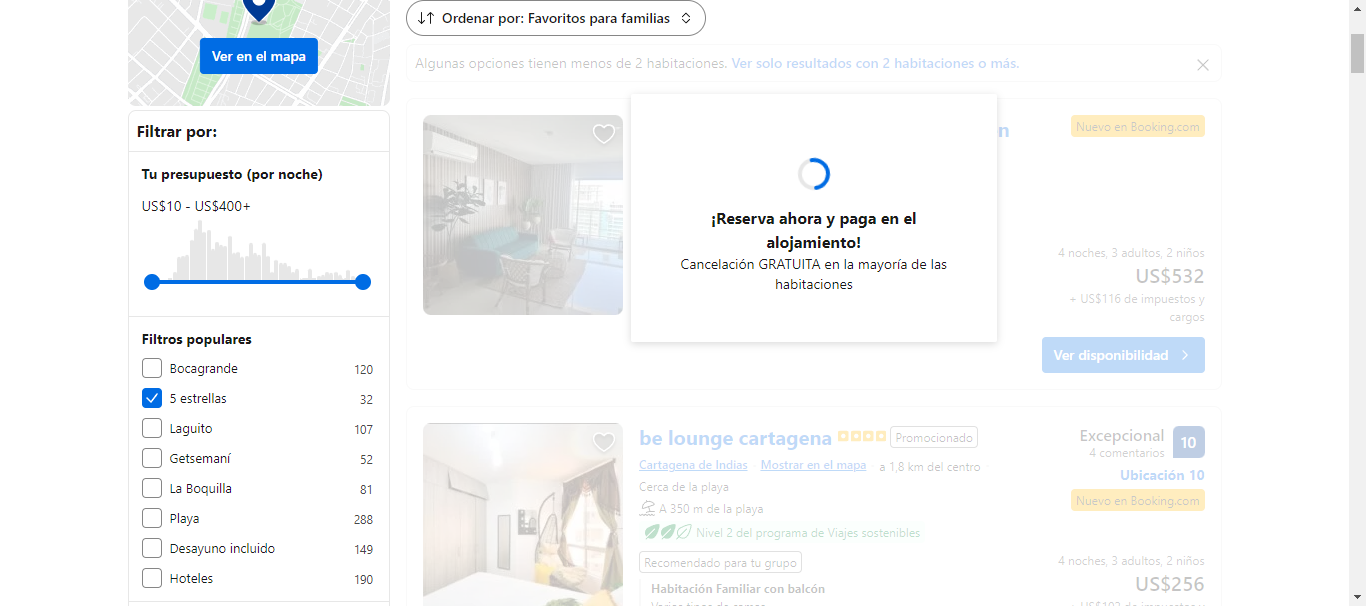 Ver en el mapa
Filtrar por:
Tu presupuesto (por noche)
US$10 - US$400+
Filtros populares
Bocagrande 120
5 estrellas 32
Laguito 107
Getsemaní 52
La Boquilla 81
Playa 288
Desayuno incluido 149
Hoteles 190
Ordenar por: Favoritos para familias
Algunas opciones tienen menos de 2 habitaciones. Ver solo resultados con 2 habitaciones o más.
n
Nuevo en Booking.com
¡Reserva ahora y paga en el
alojamiento!
Cancelación GRATUITA en la mayoría de las
habitaciones
4 noches, 3 adultos, 2 niños
US$532
+ US$116 de impuestos y
cargos
Ver disponibilidad
be lounge cartagena Promocionado
Cartagena de Indias Mostrar en el mapa a 1,8 km del centro
Cerca de la playa
A 350 m de la playa
Nivel 2 del programa de Viajes sostenibles
Recomendado para tu grupo
Habitación Familiar con balcón
Varios tipos de camas
Excepcional 10
4 comentarios
Ubicación 10
Nuevo en Booking.com
4 noches, 3 adultos, 2 niños
US$256